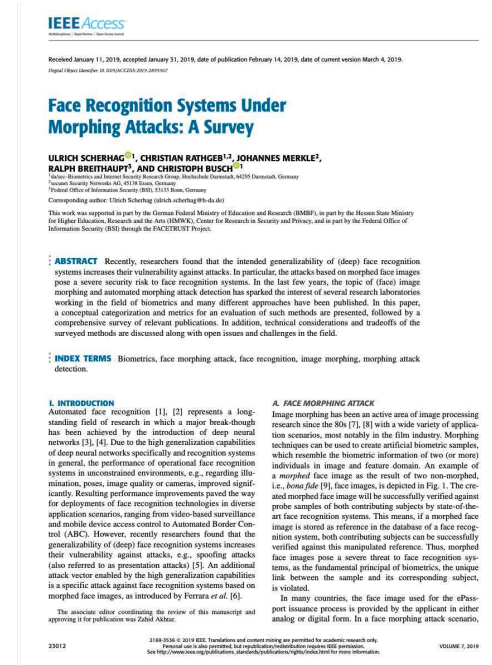 IEEE Access
Multidisciplinary | Rapid Review | Open Access Journal
Received January 11, 2019, accepted January 31, 2019, date of publication February 14, 2019, date of current version March 4, 2019.
Digital Object Identifier 10.1109/ACCESS.2019.2899367
Face Recognition Systems Under
Morphing Attacks: A Survey
ULRICH SCHERHAG 1, CHRISTIAN RATHGEB1,2, JOHANNES MERKLE2,
RALPH BREITHAUPT3, AND CHRISTOPH BUSCH 1
1da/sec-Biometrics and Internet Security Research Group, Hochschule Darmstadt, 64295 Darmstadt, Germany
2secunet Security Networks AG, 45138 Essen, Germany
3Federal Office of Information Security (BSI), 53133 Bonn, Germany
Corresponding author: Ulrich Scherhag (ulrich.scherhag@h-da.de)
This work was supported in part by the German Federal Ministry of Education and Research (BMBF), in part by the Hessen State Ministry
for Higher Education, Research and the Arts (HMWK), Center for Research in Security and Privacy, and in part by the Federal Office of
Information Security (BSI) through the FACETRUST Project.
ABSTRACT Recently, researchers found that the intended generalizability of (deep) face recognition
systems increases their vulnerability against attacks. In particular, the attacks based on morphed face images
pose a severe security risk to face recognition systems. In the last few years, the topic of (face) image
morphing and automated morphing attack detection has sparked the interest of several research laboratories
working in the field of biometrics and many different approaches have been published. In this paper,
a conceptual categorization and metrics for an evaluation of such methods are presented, followed by a
comprehensive survey of relevant publications. In addition, technical considerations and tradeoffs of the
surveyed methods are discussed along with open issues and challenges in the field.
INDEX TERMS Biometrics, face morphing attack, face recognition, image morphing, morphing attack
detection.
I. INTRODUCTION
Automated face recognition [1], [2] represents a long-
standing field of research in which a major break-though
has been achieved by the introduction of deep neural
networks [3], [4]. Due to the high generalization capabilities
of deep neural networks specifically and recognition systems
in general, the performance of operational face recognition
systems in unconstrained environments, e.g., regarding illu-
mination, poses, image quality or cameras, improved signif-
icantly. Resulting performance improvements paved the way
for deployments of face recognition technologies in diverse
application scenarios, ranging from video-based surveillance
and mobile device access control to Automated Border Con-
trol (ABC). However, recently researchers found that the
generalizability of (deep) face recognition systems increases
their vulnerability against attacks, e.g., spoofing attacks
(also referred to as presentation attacks) [5]. An additional
attack vector enabled by the high generalization capabilities
is a specific attack against face recognition systems based on
morphed face images, as introduced by Ferrara et al. [6].
The associate editor coordinating the review of this manuscript and
approving it for publication was Zahid Akhtar.
A. FACE MORPHING ATTACK
Image morphing has been an active area of image processing
research since the 80s [7], [8] with a wide variety of applica-
tion scenarios, most notably in the film industry. Morphing
techniques can be used to create artificial biometric samples,
which resemble the biometric information of two (or more)
individuals in image and feature domain. An example of
a morphed face image as the result of two non-morphed,
i.e., bona fide [9], face images, is depicted in Fig. 1. The cre-
ated morphed face image will be successfully verified against
probe samples of both contributing subjects by state-of-the-
art face recognition systems. This means, if a morphed face
image is stored as reference in the database of a face recog-
nition system, both contributing subjects can be successfully
verified against this manipulated reference. Thus, morphed
face images pose a severe threat to face recognition sys-
tems, as the fundamental principal of biometrics, the unique
link between the sample and its corresponding subject,
is violated.
In many countries, the face image used for the ePass-
port issuance process is provided by the applicant in either
analog or digital form. In a face morphing attack scenario,
23012
2169-3536 © 2019 IEEE. Translations and content mining are permitted for academic research only.
Personal use is also permitted, but republication/redistribution requires IEEE permission.
See http://www.ieee.org/publications_standards/publications/rights/index.html for more information.
VOLUME 7, 2019